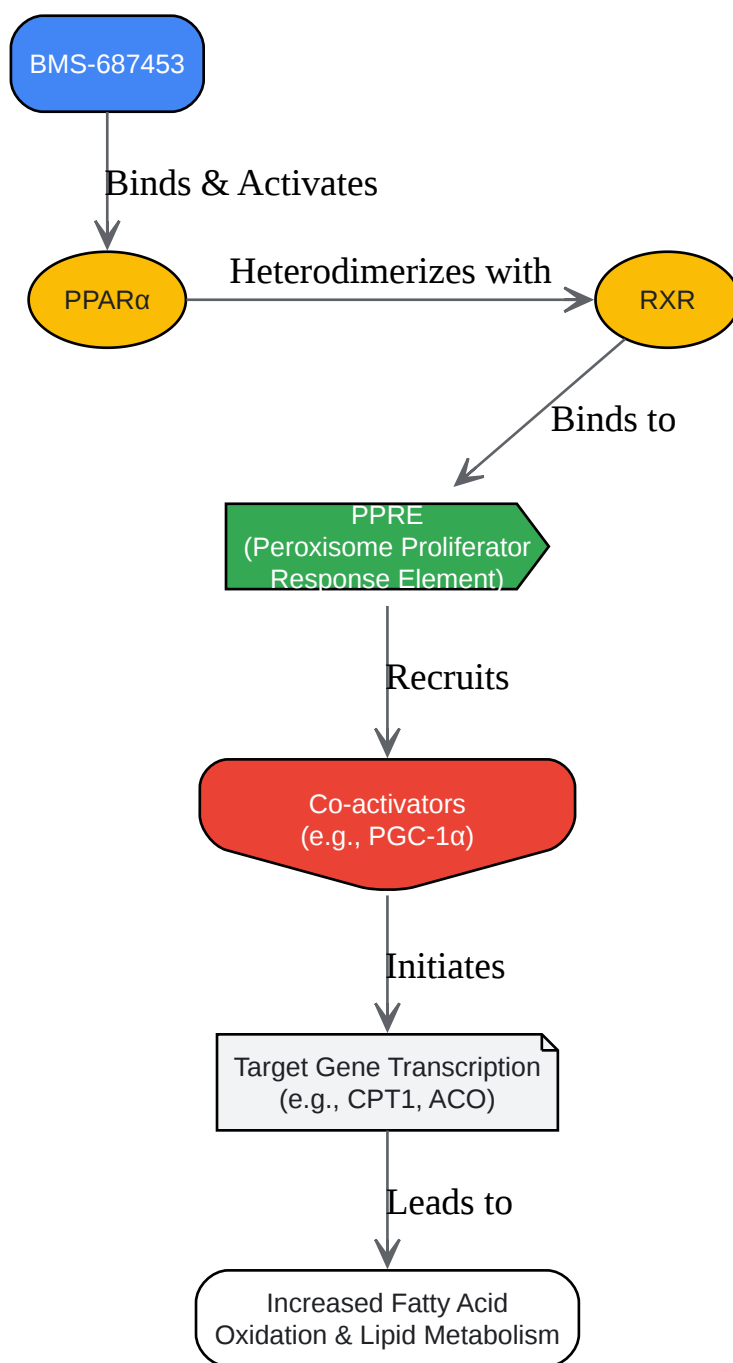 BMS-687453
Binds & Activates
Heterodimerizes with
PPARα
RXR
Binds to
PPRE
(Peroxisome Proliferator
Response Element)
Recruits
Co-activators
(e.g., PGC-1α)
Initiates
Target Gene Transcription
(e.g., CPT1, ACO)
Leads to
Increased Fatty Acid
Oxidation & Lipid Metabolism